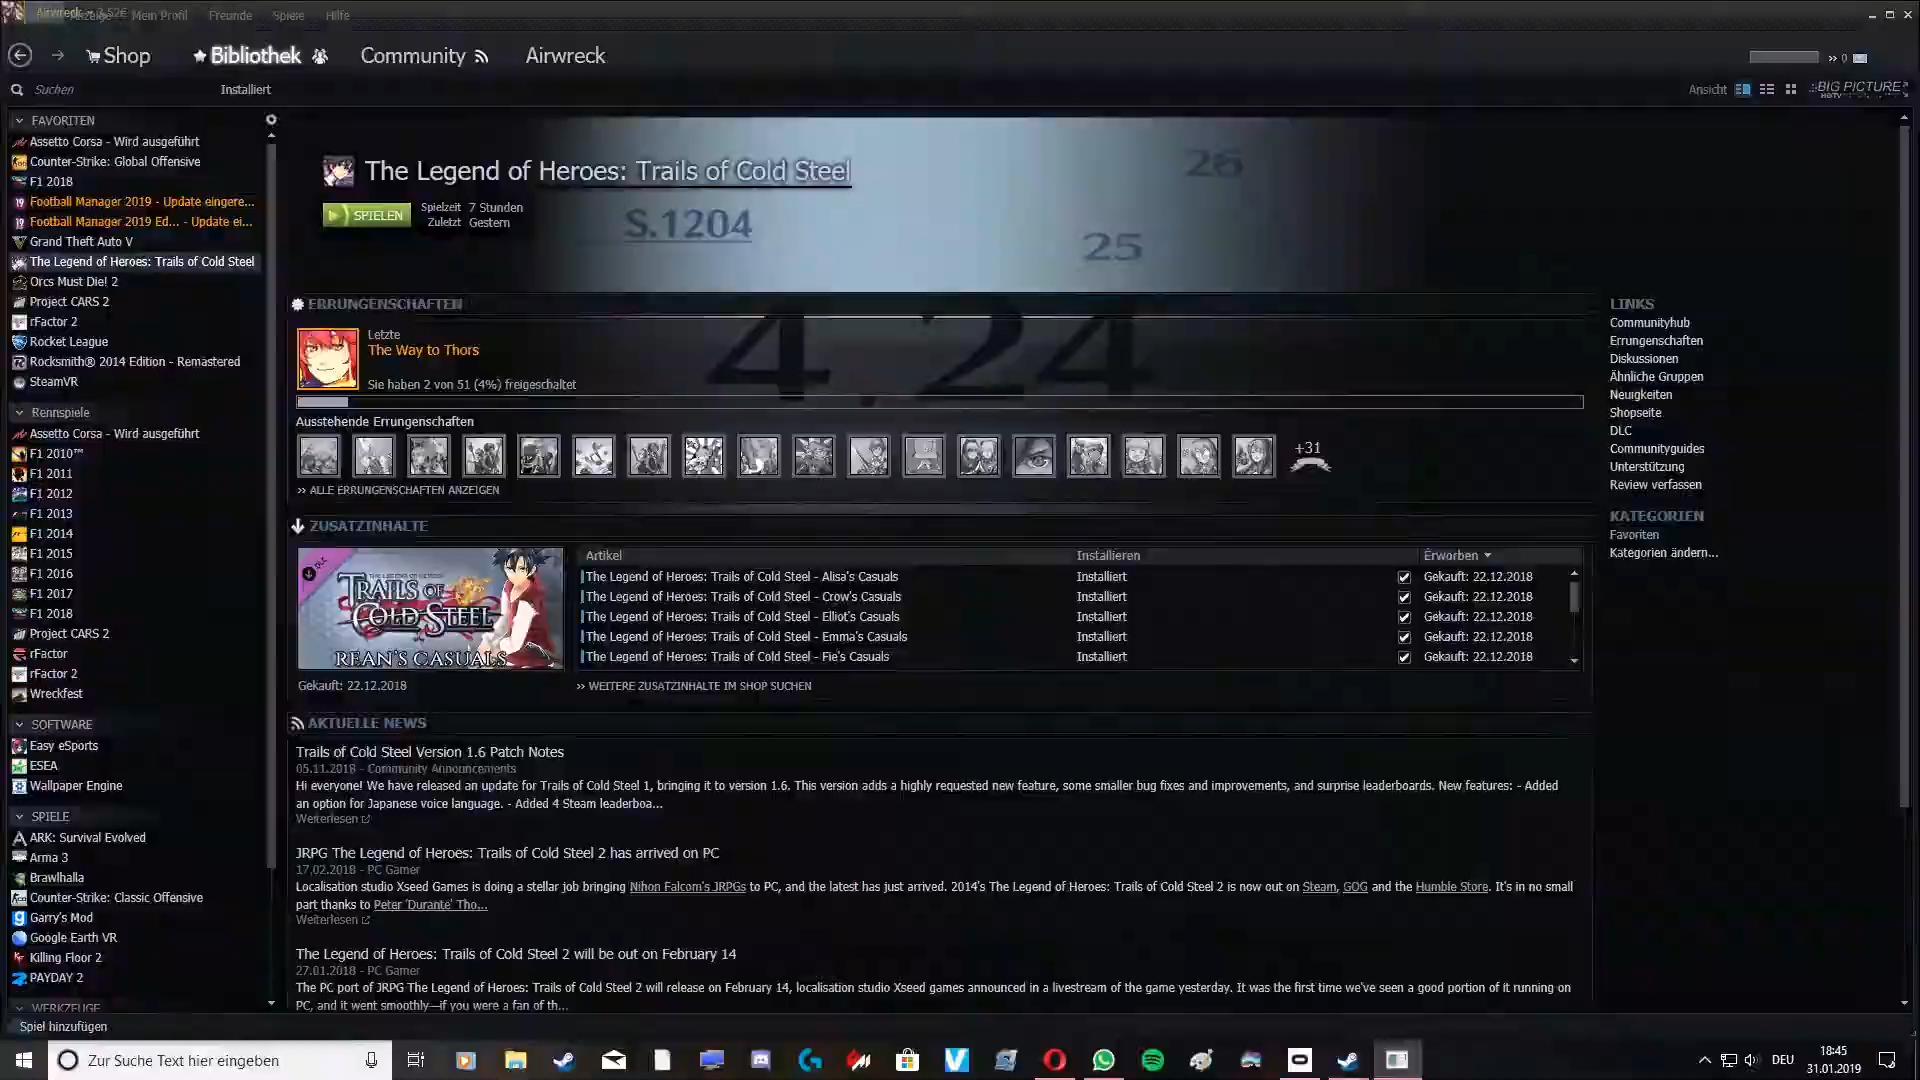 Airwreck
Mein Profil Freunde Spiele Hilfe
Shop Bibliothek Community Airwreck
0
Suchen
Installiert
Ansicht
BIG PICTURE
FAVORITEN
Assetto Corsa - Wird ausgeführt
Counter-Strike: Global Offensive
F1 2018
Football Manager 2019 - Update eingere...
Football Manager 2019 Ed... - Update ei...
Grand Theft Auto V
The Legend of Heroes: Trails of Cold Steel
Orcs Must Die! 2
Project CARS 2
rFactor 2
Rocket League
Rocksmith® 2014 Edition - Remastered
SteamVR
Rennspiele
Assetto Corsa - Wird ausgeführt
F1 2010™
F1 2011
F1 2012
F1 2013
F1 2014
F1 2015
F1 2016
F1 2017
F1 2018
Project CARS 2
rFactor
rFactor 2
Wreckfest
SOFTWARE
Easy eSports
ESEA
Wallpaper Engine
SPIELE
ARK: Survival Evolved
Arma 3
Brawlhalla
Counter-Strike: Classic Offensive
Garry's Mod
Google Earth VR
Killing Floor 2
PAYDAY 2
WERKZEUGE
Spiel hinzufügen
The Legend of Heroes: Trails of Cold Steel
SPIELEN
Spielzeit 7 Stunden
Zuletzt Gestern
S.1204
26
25
4.24
ERRUNGENSCHAFTEN
Letzte
The Way to Thors
Sie haben 2 von 51 (4%) freigeschaltet
Ausstehende Errungenschaften
+31
ALLE ERRUNGENSCHAFTEN ANZEIGEN
ZUSATZINHALTE
DLC
THE LEGEND OF HEROES
TRAILS OF COLD STEEL
REAN'S CASUALS
Gekauft: 22.12.2018
Artikel Installieren Erworben
The Legend of Heroes: Trails of Cold Steel - Alisa's Casuals Installiert Gekauft: 22.12.2018
The Legend of Heroes: Trails of Cold Steel - Crow's Casuals Installiert Gekauft: 22.12.2018
The Legend of Heroes: Trails of Cold Steel - Elliot's Casuals Installiert Gekauft: 22.12.2018
The Legend of Heroes: Trails of Cold Steel - Emma's Casuals Installiert Gekauft: 22.12.2018
The Legend of Heroes: Trails of Cold Steel - Fie's Casuals Installiert Gekauft: 22.12.2018
WEITERE ZUSATZINHALTE IM SHOP SUCHEN
AKTUELLE NEWS
Trails of Cold Steel Version 1.6 Patch Notes
05.11.2018 - Community Announcements
Hi everyone! We have released an update for Trails of Cold Steel 1, bringing it to version 1.6. This version adds a highly requested new feature, some smaller bug fixes and improvements, and surprise leaderboards. New features: - Added
an option for Japanese voice language. - Added 4 Steam leaderboa...
Weiterlesen
JRPG The Legend of Heroes: Trails of Cold Steel 2 has arrived on PC
17.02.2018 - PC Gamer
Localisation studio Xseed Games is doing a stellar job bringing Nihon Falcom's JRPGs to PC, and the latest has just arrived. 2014's The Legend of Heroes: Trails of Cold Steel 2 is now out on Steam, GOG and the Humble Store. It's in no small
part thanks to Peter 'Durante' Tho...
Weiterlesen
The Legend of Heroes: Trails of Cold Steel 2 will be out on February 14
27.01.2018 - PC Gamer
The PC port of JRPG The Legend of Heroes: Trails of Cold Steel 2 will release on February 14, localisation studio Xseed games announced in a livestream of the game yesterday. It was the first time we've seen a good portion of it running on
PC, and it went smoothly—if you were a fan of th...
LINKS
Communityhub
Errungenschaften
Diskussionen
Ähnliche Gruppen
Neuigkeiten
Shopseite
DLC
Communityguides
Unterstützung
Review verfassen
KATEGORIEN
Favoriten
Kategorien ändern...
Zur Suche Text hier eingeben
DEU
18:45
31.01.2019